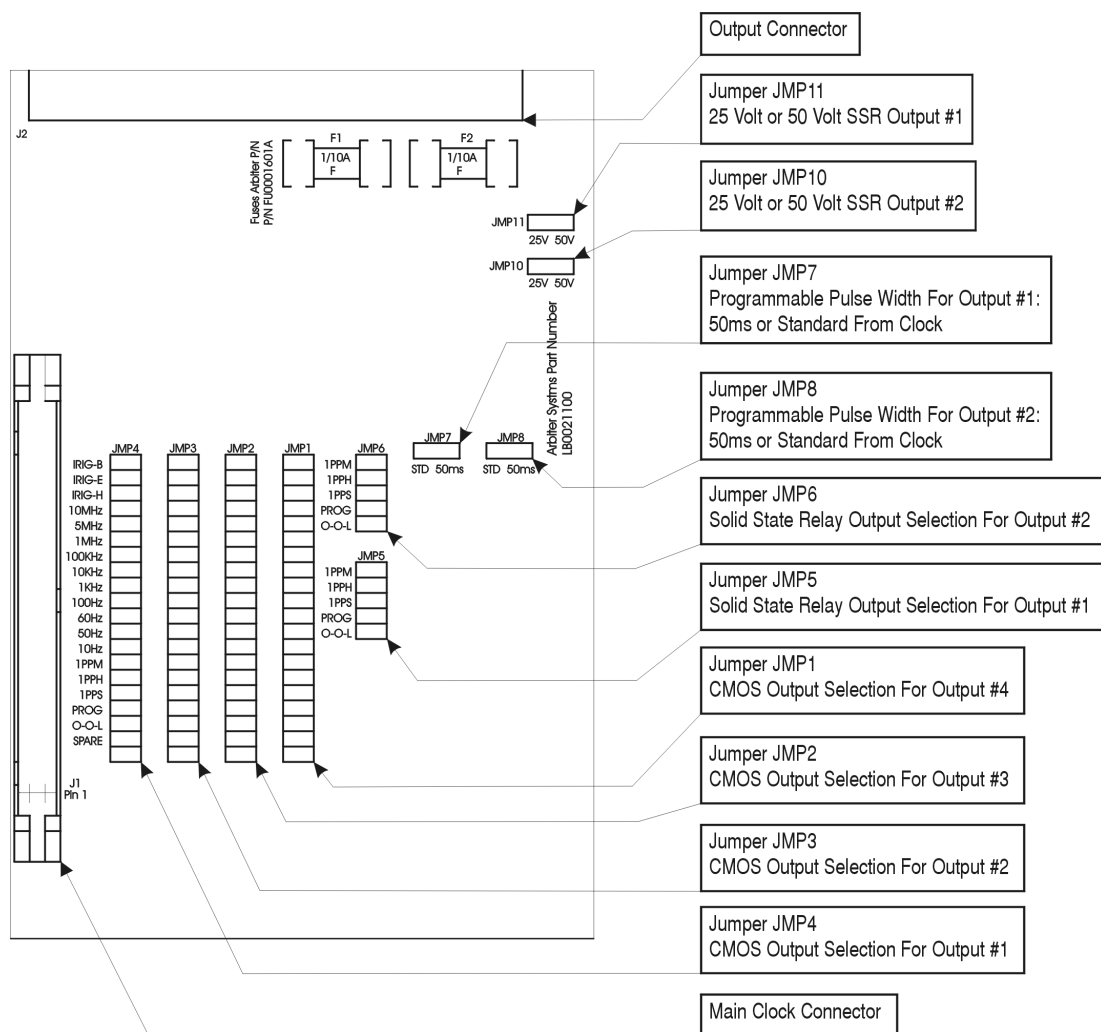 Output Connector
Jumper JMP11
25 Volt or 50 Volt SSR Output #1
Jumper JMP10
25 Volt or 50 Volt SSR Output #2
Jumper JMP7
Programmable Pulse Width For Output #1:
50ms or Standard From Clock
Jumper JMP8
Programmable Pulse Width For Output #2:
50ms or Standard From Clock
Jumper JMP6
Solid State Relay Output Selection For Output #2
Jumper JMP5
Solid State Relay Output Selection For Output #1
Jumper JMP1
CMOS Output Selection For Output #4
Jumper JMP2
CMOS Output Selection For Output #3
Jumper JMP3
CMOS Output Selection For Output #2
Jumper JMP4
CMOS Output Selection For Output #1
Main Clock Connector
J2
Fuses Arbiter P/N
P/N FU0001601A
F1
1/10A
F
F2
1/10A
F
JMP11
25V 50V
JMP10
25V 50V
Arbiter Systms Part Number
LB0021100
JMP7
STD 50ms
JMP8
STD 50ms
JMP4
JMP3
JMP2
JMP1
IRIG-B
IRIG-E
IRIG-H
10MHz
5MHz
1MHz
100KHz
10KHz
1KHz
100Hz
60Hz
50Hz
10Hz
1PPM
1PPH
1PPS
PROG
O-O-L
SPARE
JMP6
1PPM
1PPH
1PPS
PROG
O-O-L
JMP5
1PPM
1PPH
1PPS
PROG
O-O-L
J1
Pin 1